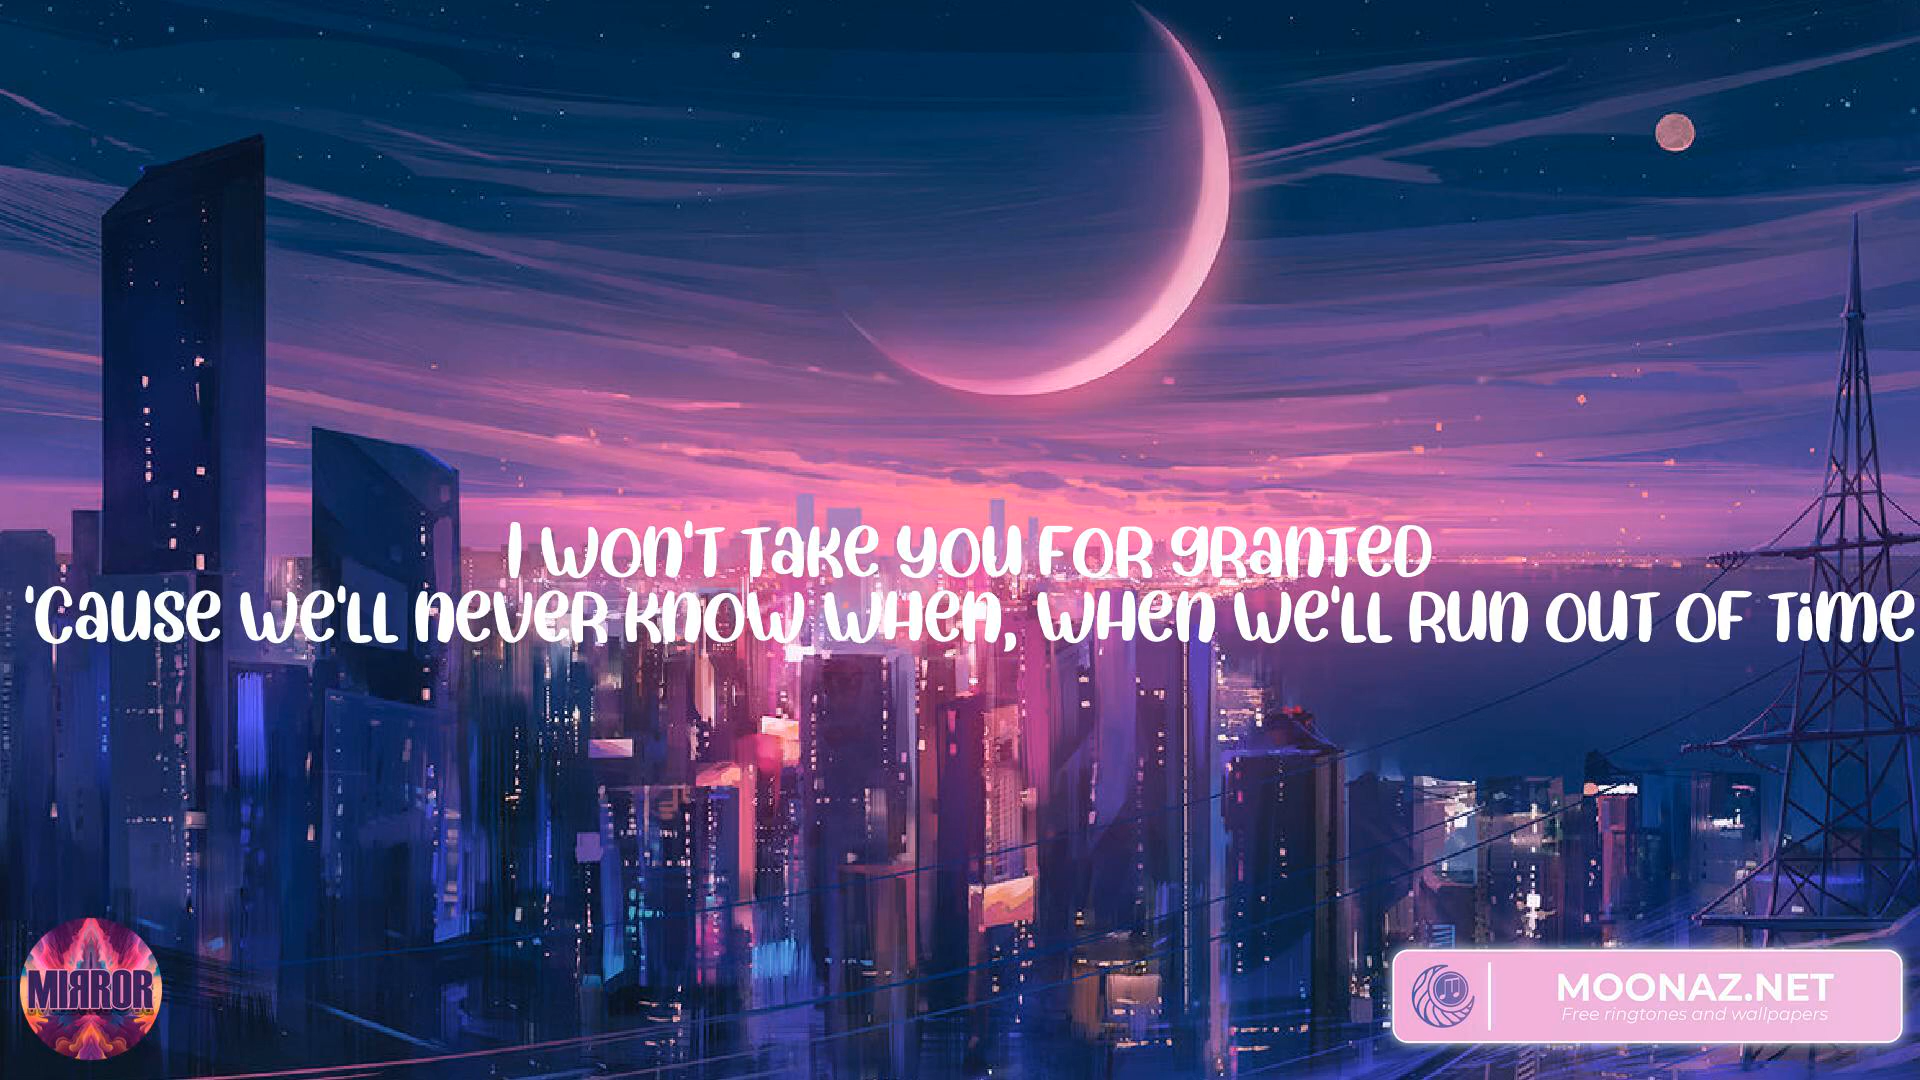 I won't take you for granted
'Cause we'll never know when, when we'll run out of time
MIRROR
MOONAZ.NET
Free ringtones and wallpapers